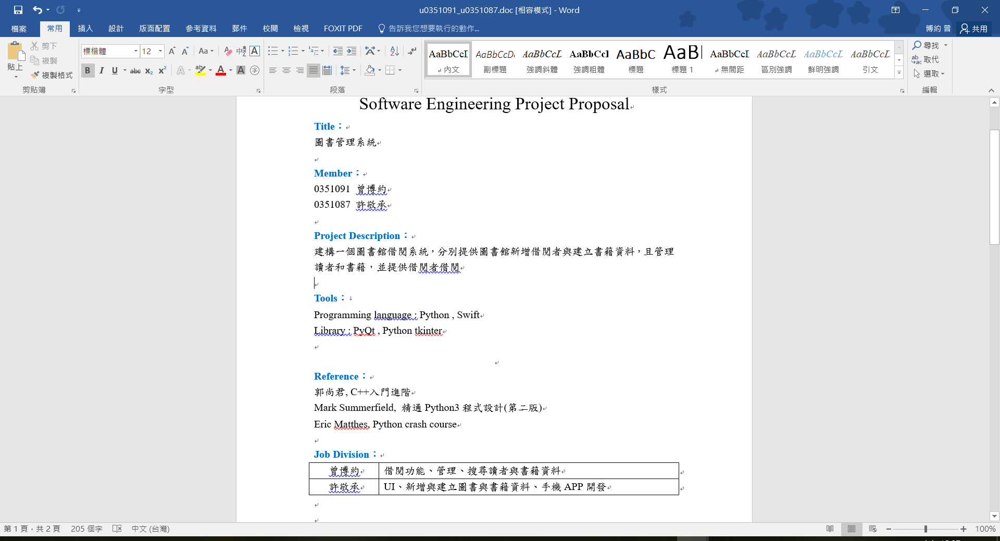 u0351091_u0351087.doc [相容模式] - Word
檔案 常用 插入 設計 版面配置 參考資料 郵件 校閱 檢視 FOXIT PDF 告訴我您想要執行的動作... 博約 曾 共用
貼上 剪下 複製 複製格式
標楷體 12
剪貼簿 字型 段落 樣式 編輯
AaBbCcI AaBbCcDı AaBbCcL AaBbCcI AaBbC AaBl AaBbCcI AaBbCcL AaBbCcL AaBbCcL
內文 副標題 強調斜體 強調粗體 標題 標題 1 無間距 區別強調 鮮明強調 引文
尋找
取代
選取
Software Engineering Project Proposal
Title：
圖書管理系統
Member：
0351091 曾博約
0351087 許敬承
Project Description：
建構一個圖書館借閱系統，分別提供圖書館新增借閱者與建立書籍資料，且管理
讀者和書籍，並提供借閱者借閱
Tools：
Programming language : Python , Swift
Library : PyQt , Python tkinter
Reference：
郭尚君, C++入門進階
Mark Summerfield, 精通 Python3 程式設計(第二版)
Eric Matthes, Python crash course
Job Division：
曾博約 借閱功能、管理、搜尋讀者與書籍資料
許敬承 UI、新增與建立圖書與書籍資料、手機 APP 開發
第 1 頁，共 2 頁 205 個字 中文 (台灣) 100%